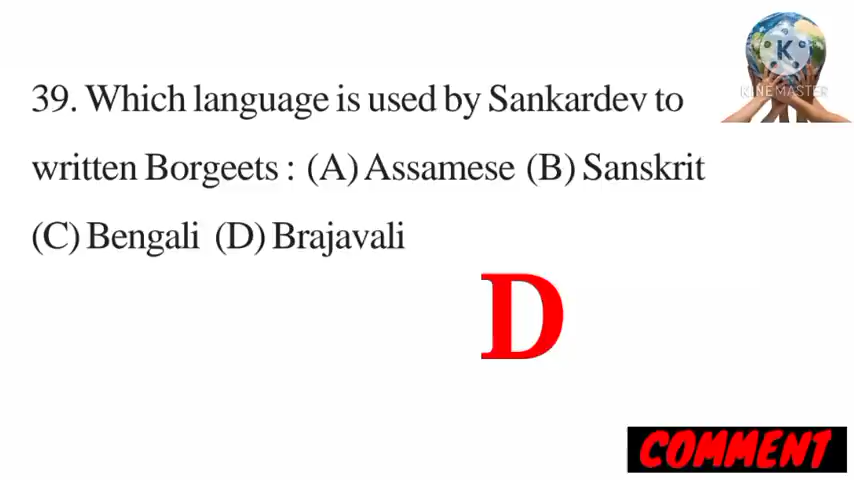 39. Which language is used by Sankardev to
written Borgeets : (A) Assamese (B) Sanskrit
(C) Bengali (D) Brajavali
D
K
KINEMASTER
COMMENT